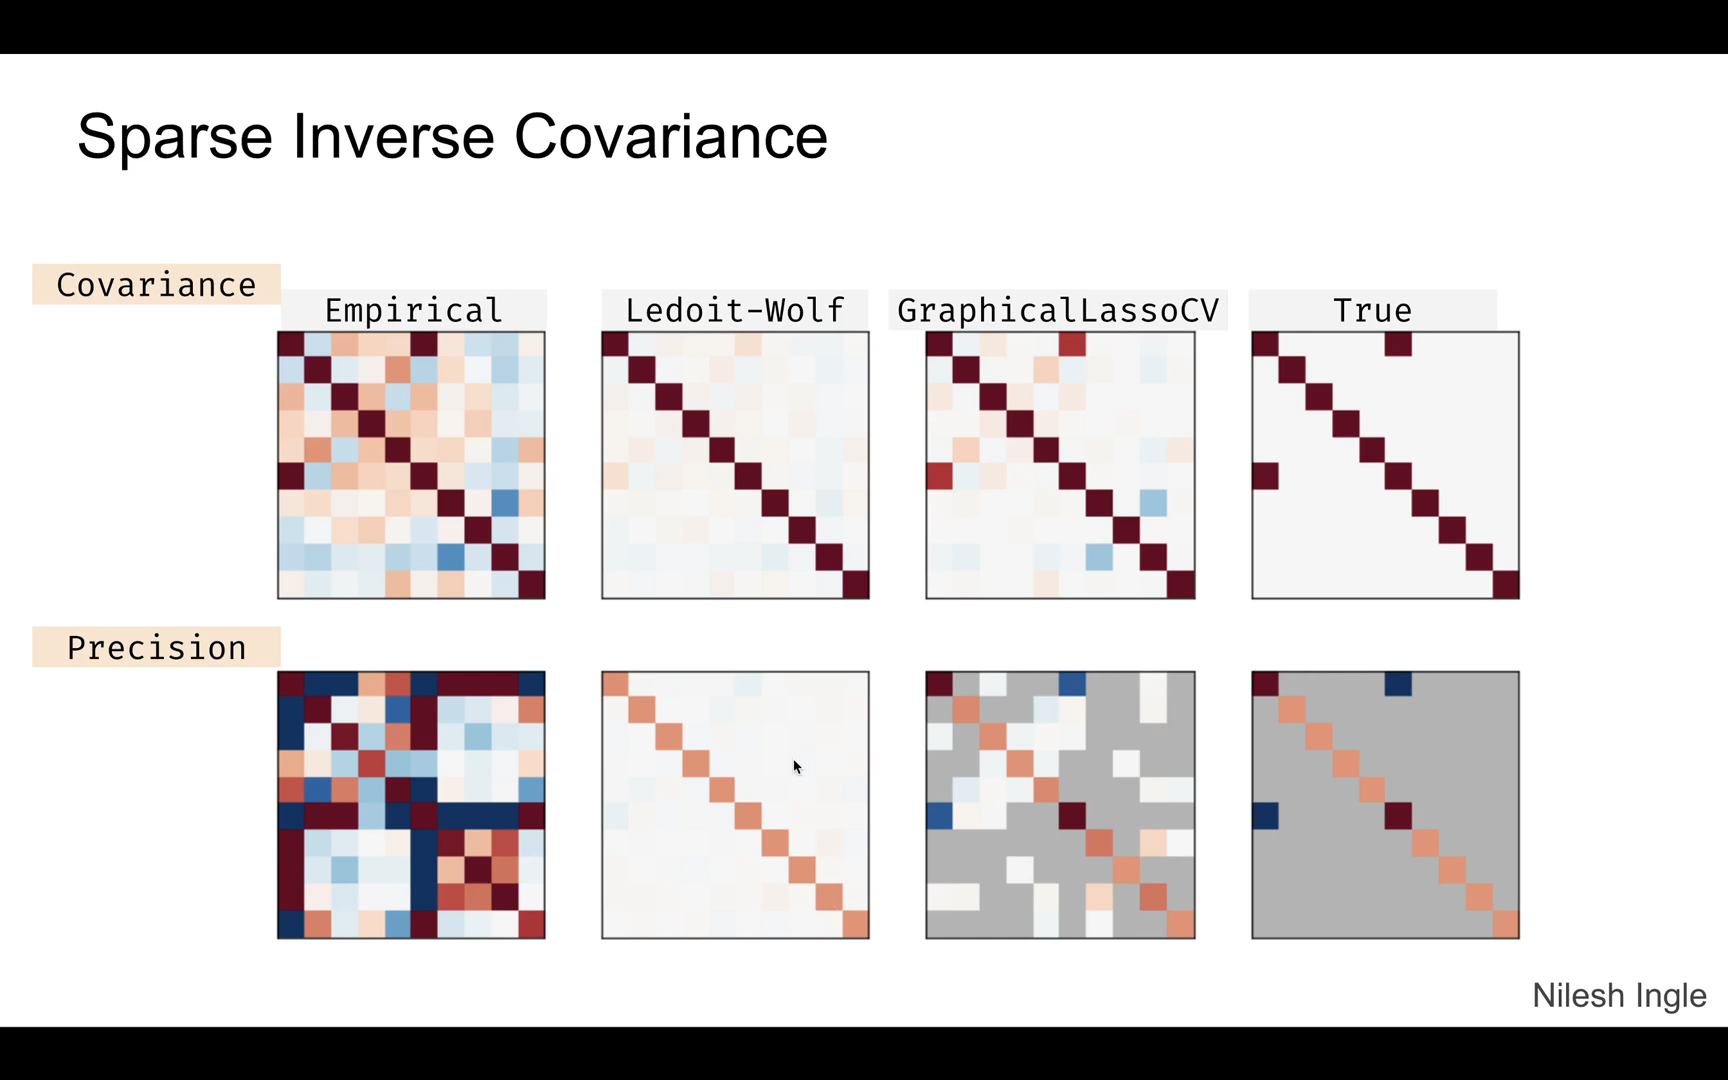 Sparse Inverse Covariance
Covariance
Empirical
Ledoit-Wolf
GraphicalLassoCV
True
Precision
Nilesh Ingle